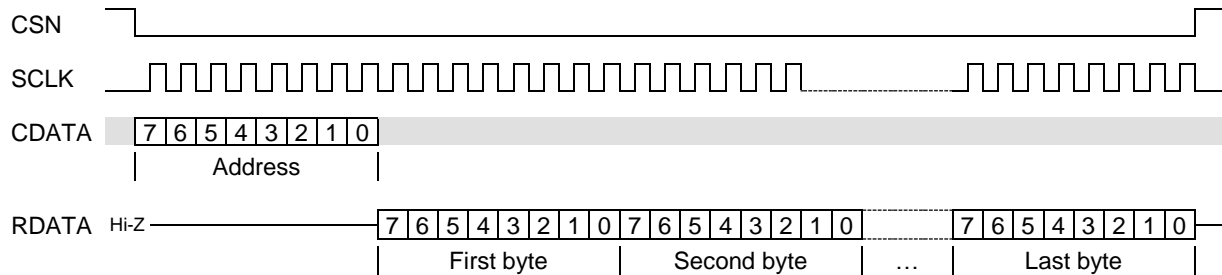 CSN
SCLK
CDATA 7 6 5 4 3 2 1 0
Address
RDATA Hi-Z 7 6 5 4 3 2 1 0 7 6 5 4 3 2 1 0 7 6 5 4 3 2 1 0
First byte Second byte … Last byte